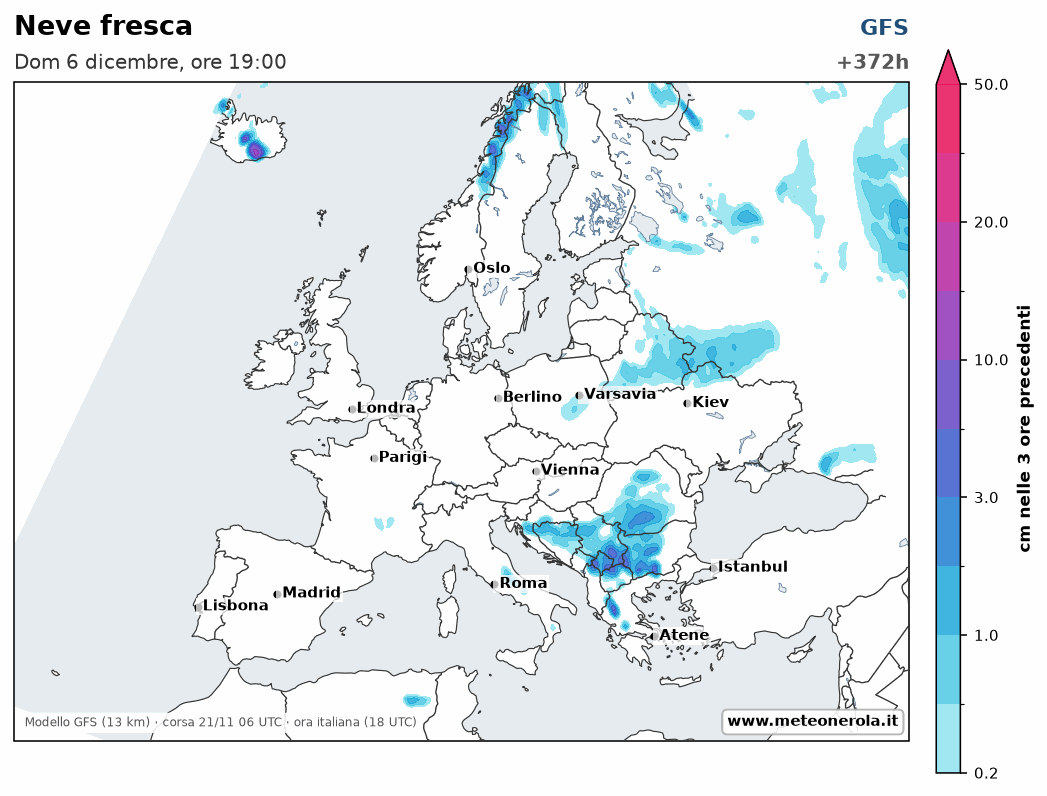 Neve fresca
GFS
Dom 6 dicembre, ore 19:00
+372h
50.0
20.0
10.0
3.0
1.0
0.2
cm nelle 3 ore precedenti
Oslo
Berlino
Varsavia
Kiev
Londra
Parigi
Vienna
Istanbul
Roma
Madrid
Lisbona
Atene
Modello GFS (13 km) · corsa 21/11 06 UTC · ora italiana (18 UTC)
www.meteonerola.it